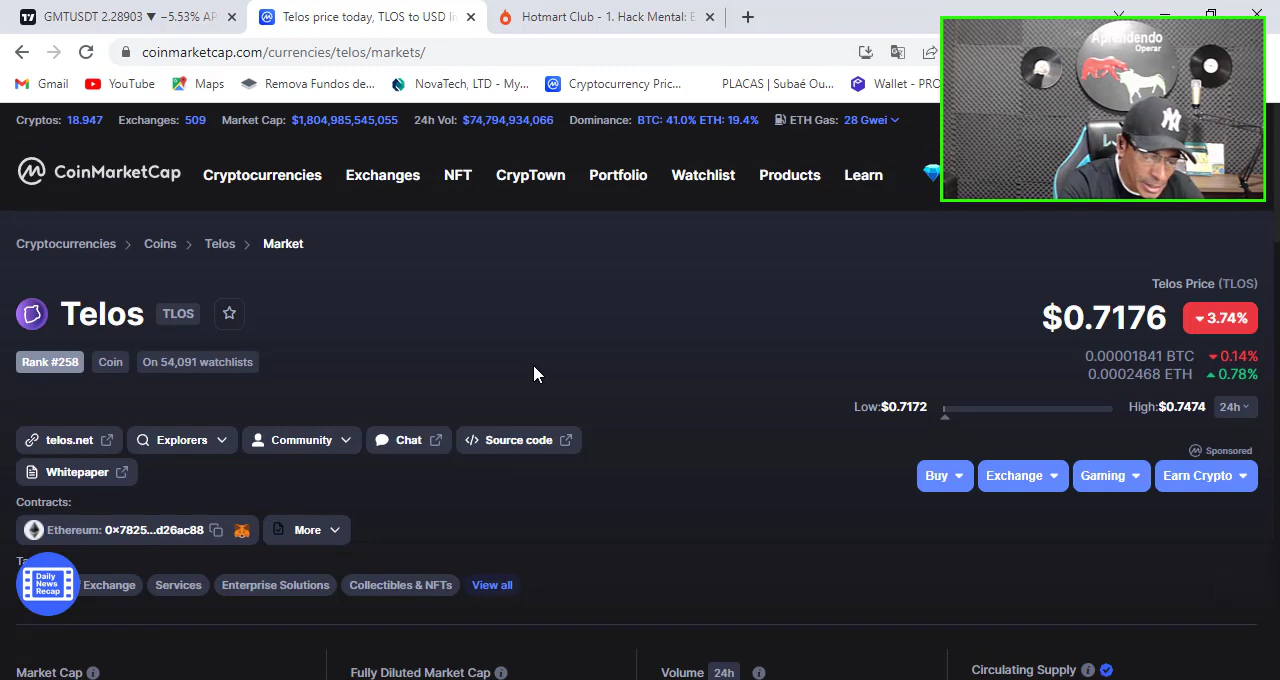 GMTUSDT 2.28903 ▼ −5.53% AP
Telos price today, TLOS to USD li
Hotmart Club - 1. Hack Mental: E
coinmarketcap.com/currencies/telos/markets/
Gmail
YouTube
Maps
Remova Fundos de...
NovaTech, LTD - My...
Cryptocurrency Pric...
PLACAS | Subaé Ou...
Wallet - PRO
Aprendendo
Operar
Cryptos: 18.947 Exchanges: 509 Market Cap: $1,804,985,545,055 24h Vol: $74,794,934,066 Dominance: BTC: 41.0% ETH: 19.4% ETH Gas: 28 Gwei
CoinMarketCap Cryptocurrencies Exchanges NFT CrypTown Portfolio Watchlist Products Learn
Cryptocurrencies > Coins > Telos > Market
Telos TLOS
Rank #258 Coin On 54,091 watchlists
Telos Price (TLOS)
$0.7176 3.74%
0.00001841 BTC 0.14%
0.0002468 ETH 0.78%
Low:$0.7172 High:$0.7474 24h
telos.net Explorers Community Chat Source code
Whitepaper
Sponsored
Buy Exchange Gaming Earn Crypto
Contracts:
Ethereum: 0x7825...d26ac88 More
Daily
News
Recap
Exchange Services Enterprise Solutions Collectibles & NFTs View all
Market Cap Fully Diluted Market Cap Volume 24h Circulating Supply